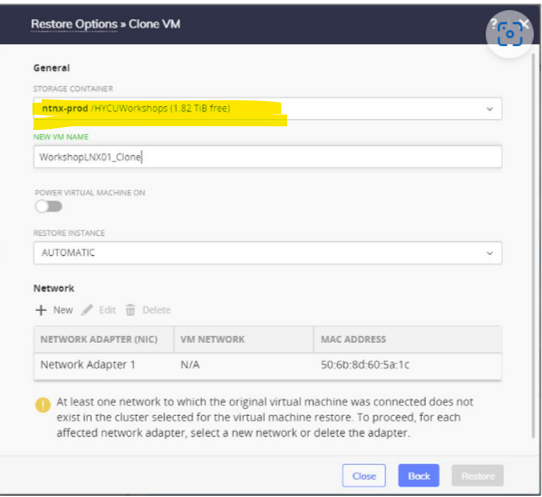 Restore Options » Clone VM
?
General
STORAGE CONTAINER
ntnx-prod /HYCUWorkshops (1.82 TiB free)
NEW VM NAME
WorkshopLNX01_Clone
POWER VIRTUAL MACHINE ON
RESTORE INSTANCE
AUTOMATIC
Network
+ New Edit Delete
NETWORK ADAPTER (NIC) VM NETWORK MAC ADDRESS
Network Adapter 1 N/A 50:6b:8d:60:5a:1c
At least one network to which the original virtual machine was connected does not
exist in the cluster selected for the virtual machine restore. To proceed, for each
affected network adapter, select a new network or delete the adapter.
Close Back Restore